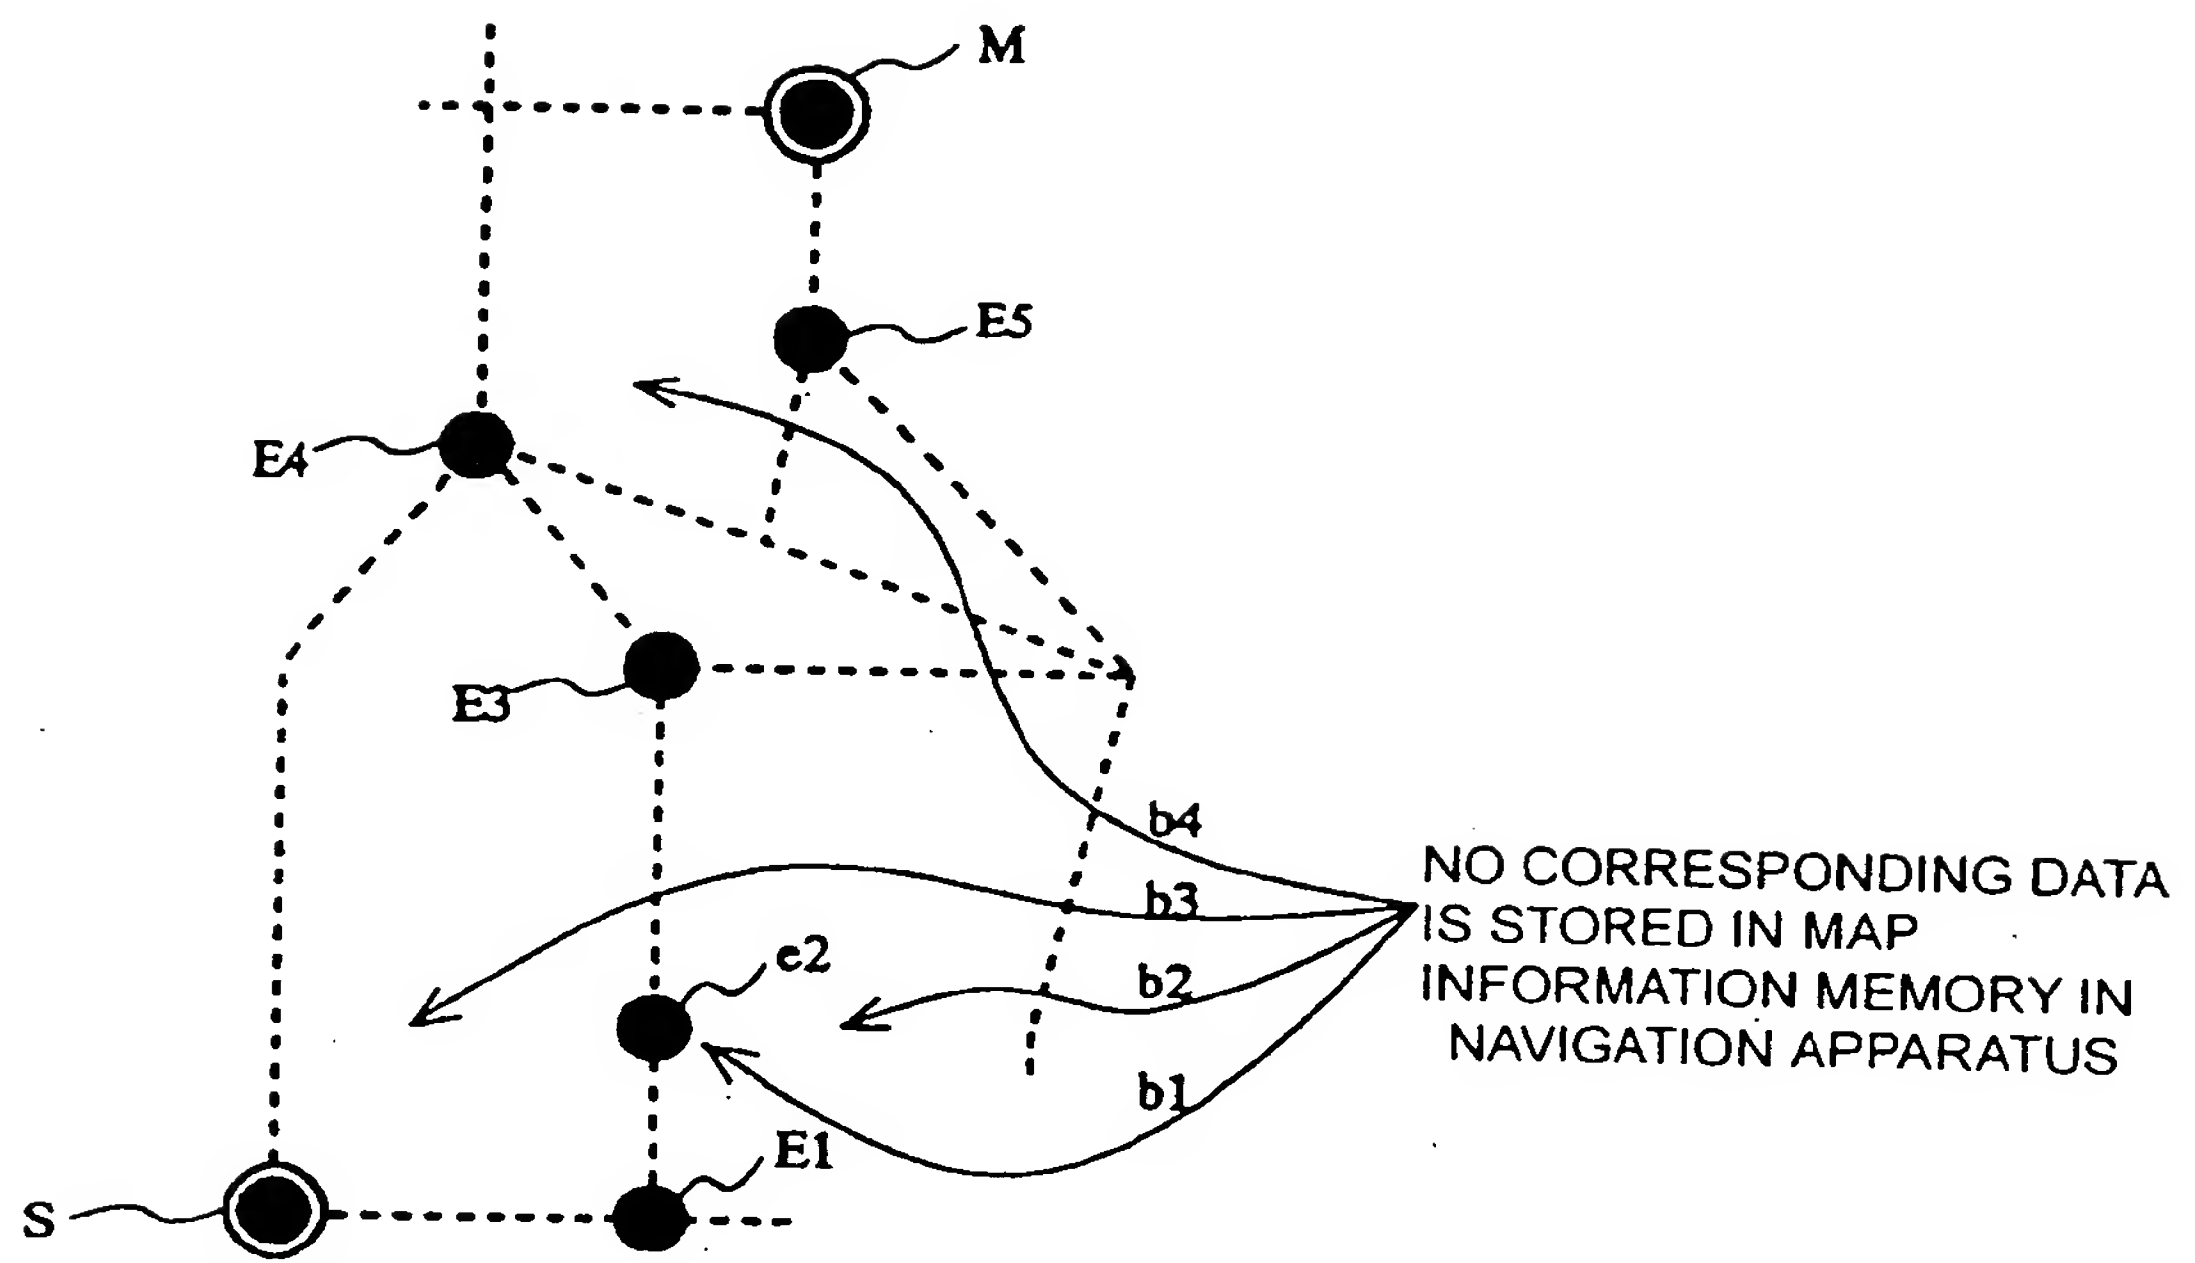 M
E5
E4
E3
b4
NO CORRESPONDING DATA
b3
IS STORED IN MAP
e2
b2
INFORMATION MEMORY IN
NAVIGATION APPARATUS
b1
E1
S